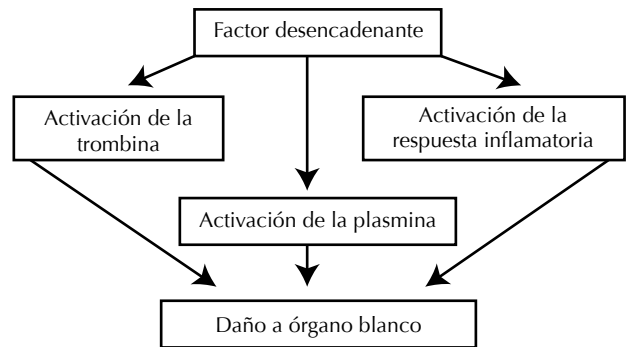 Factor desencadenante
Activación de la
trombina
Activación de la
respuesta inflamatoria
Activación de la plasmina
Daño a órgano blanco